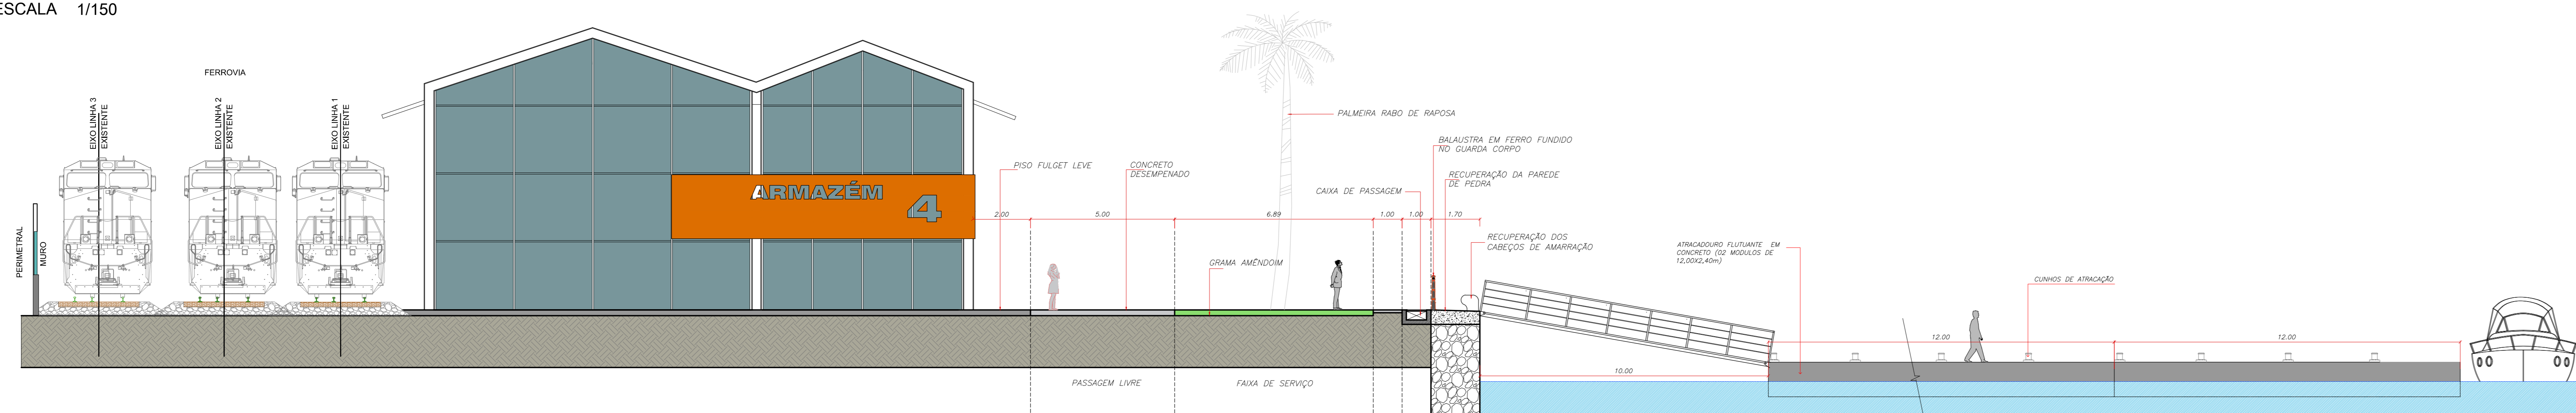 ESCALA 1/150
FERROVIA
EIXO LINHA 3
EXISTENTE
EIXO LINHA 2
EXISTENTE
EIXO LINHA 1
EXISTENTE
PERIMETRAL
MURO
ARMAZÉM
4
PISO FULGET LEVE
CONCRETO
DESEMPENADO
PALMEIRA RABO DE RAPOSA
BALAUSTRA EM FERRO FUNDIDO
NO GUARDA CORPO
RECUPERAÇÃO DA PAREDE
DE PEDRA
CAIXA DE PASSAGEM
2.00
5.00
6.89
1.00
1.00
1.70
RECUPERAÇÃO DOS
CABEÇOS DE AMARRAÇÃO
GRAMA AMÊNDOIM
ATRACADOURO FLUTUANTE EM
CONCRETO (02 MODULOS DE
12,00X2,40m)
CUNHOS DE ATRACAÇÃO
12.00
12.00
10.00
PASSAGEM LIVRE
FAIXA DE SERVIÇO